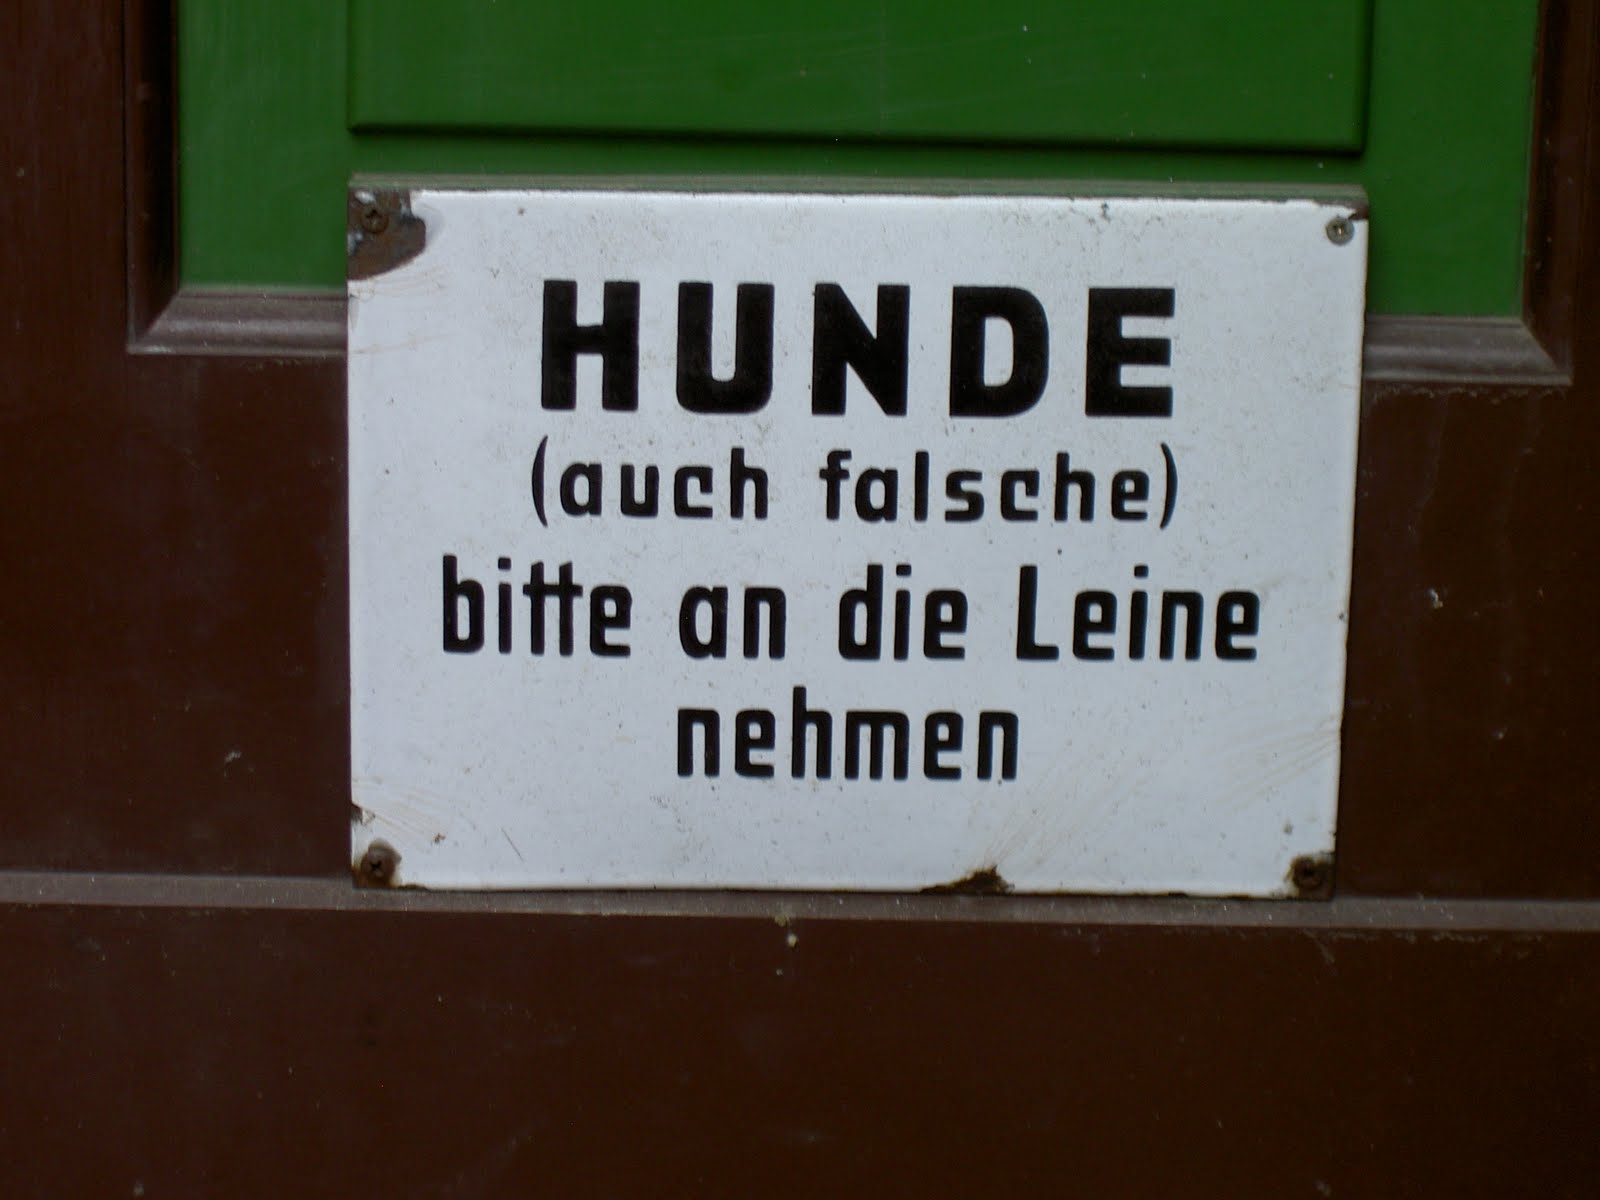 HUNDE
(auch falsche)
bitte an die Leine
nehmen